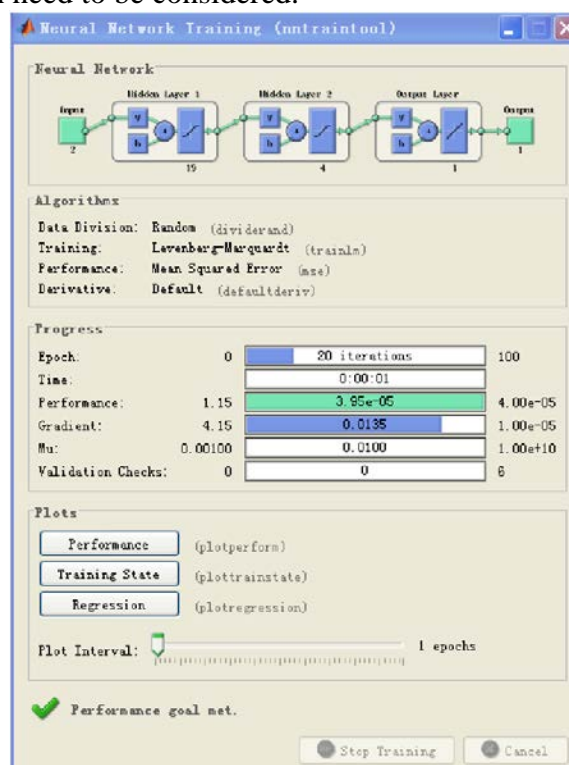 need to be considered.
Neural Network Training (nntraintool)
Neural Network
Hidden Layer 1 Hidden Layer 2 Output Layer
Input Output
W W W
b b b
2 15 4 1 1
Algorithms
Data Division: Random (dividerand)
Training: Levenberg-Marquardt (trainlm)
Performance: Mean Squared Error (mse)
Derivative: Default (defaultderiv)
Progress
Epoch: 0 20 iterations 100
Time: 0:00:01
Performance: 1.15 3.95e-05 4.00e-05
Gradient: 4.15 0.0135 1.00e-05
Mu: 0.00100 0.0100 1.00e+10
Validation Checks: 0 0 6
Plots
Performance (plotperform)
Training State (plottrainstate)
Regression (plotregression)
Plot Interval: 1 epochs
Performance goal met.
Stop Training Cancel